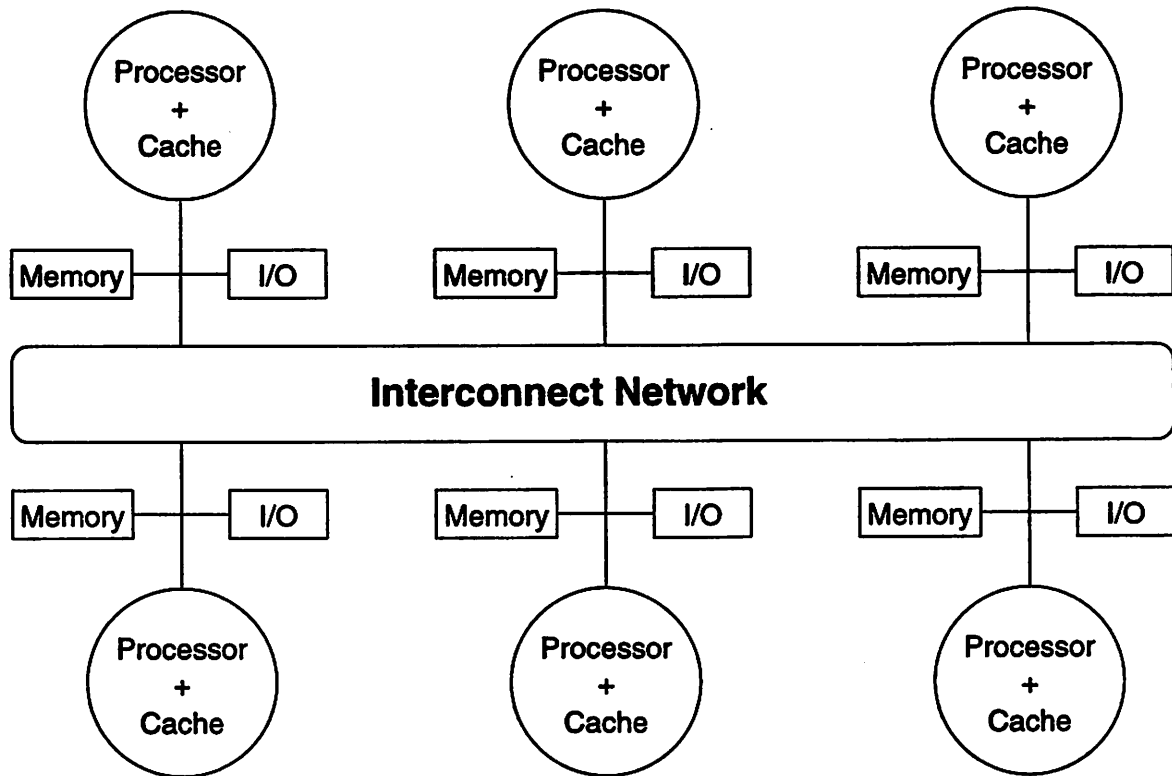 Processor
+
Cache
Processor
+
Cache
Processor
+
Cache
Memory
I/O
Memory
I/O
Memory
I/O
Interconnect Network
Memory
I/O
Memory
I/O
Memory
I/O
Processor
+
Cache
Processor
+
Cache
Processor
+
Cache